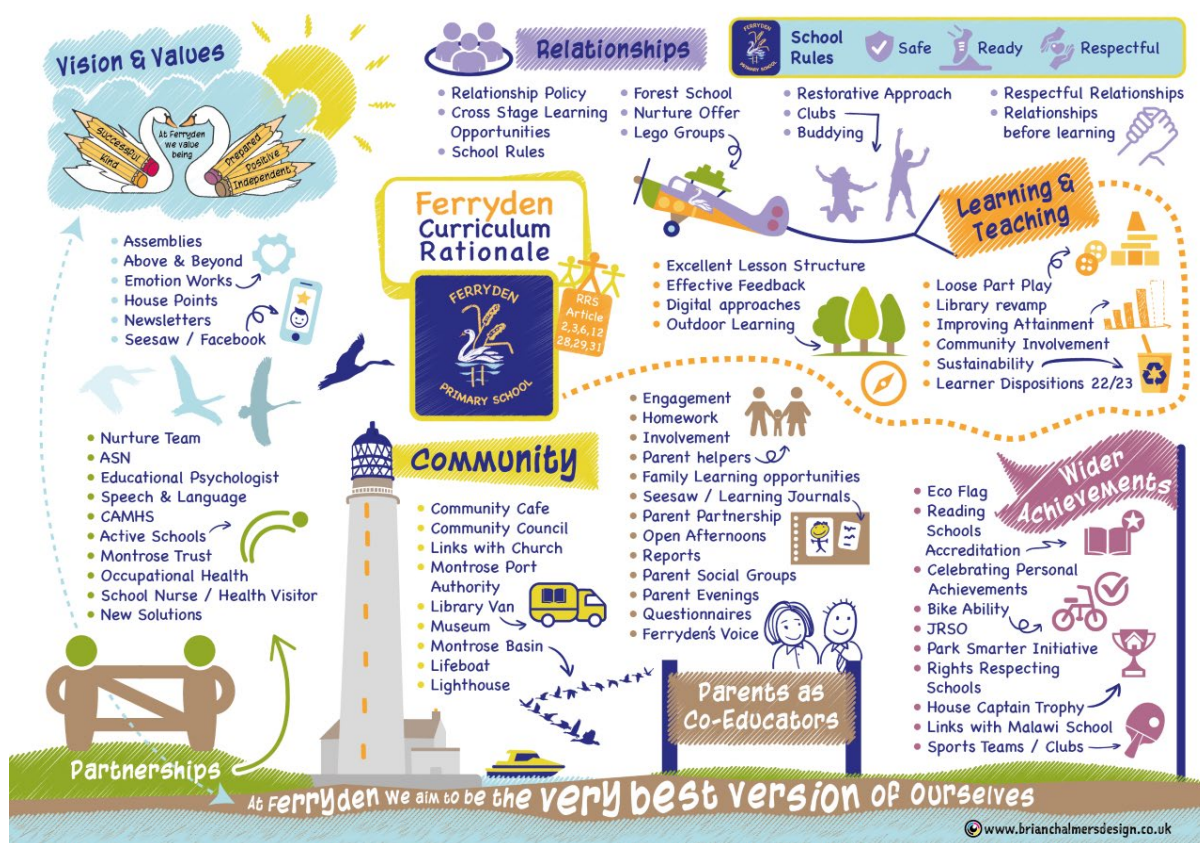 Vision & Values
Successful
Kind
At Ferryden
we value
being
Prepared
Positive
Independent
Assemblies
Above & Beyond
Emotion Works
House Points
Newsletters
Seesaw / Facebook
Relationships
Relationship Policy
Cross Stage Learning
Opportunities
School Rules
Forest School
Nurture Offer
Lego Groups
Restorative Approach
Clubs
Buddying
Respectful Relationships
Relationships
before learning
FERRYDEN
PRIMARY SCHOOL
School
Rules
Safe
Ready
Respectful
Ferryden
Curriculum
Rationale
FERRYDEN
PRIMARY SCHOOL
RRS
Article
2,3,6,12
28,29,31
Learning &
Teaching
Excellent Lesson Structure
Effective Feedback
Digital approaches
Outdoor Learning
Loose Part Play
Library revamp
Improving Attainment
Community Involvement
Sustainability
Learner Dispositions 22/23
Nurture Team
ASN
Educational Psychologist
Speech & Language
CAMHS
Active Schools
Montrose Trust
Occupational Health
School Nurse / Health Visitor
New Solutions
Partnerships
Community
Community Cafe
Community Council
Links with Church
Montrose Port
Authority
Library Van
Museum
Montrose Basin
Lifeboat
Lighthouse
Engagement
Homework
Involvement
Parent helpers
Family Learning opportunities
Seesaw / Learning Journals
Parent Partnership
Open Afternoons
Reports
Parent Social Groups
Parent Evenings
Questionnaires
Ferryden's Voice
Parents as
Co-Educators
Wider
Achievements
Eco Flag
Reading
Schools
Accreditation
Celebrating Personal
Achievements
Bike Ability
JRSO
Park Smarter Initiative
Rights Respecting
Schools
House Captain Trophy
Links with Malawi School
Sports Teams / Clubs
At Ferryden we aim to be the very best version of ourselves
www.brianchalmersdesign.co.uk